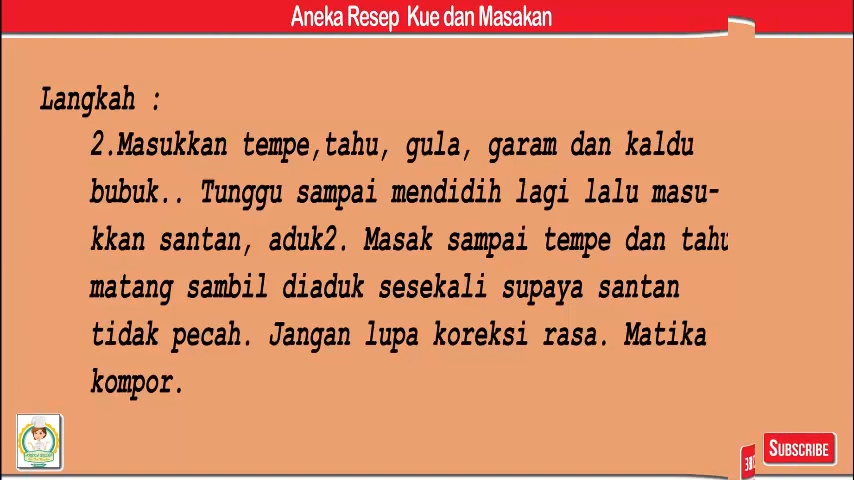 Aneka Resep Kue dan Masakan
Langkah :
2.Masukkan tempe,tahu, gula, garam dan kaldu
bubuk.. Tunggu sampai mendidih lagi lalu masu-
kkan santan, aduk2. Masak sampai tempe dan tahu
matang sambil diaduk sesekali supaya santan
tidak pecah. Jangan lupa koreksi rasa. Matika
kompor.
SUBSCRIBE